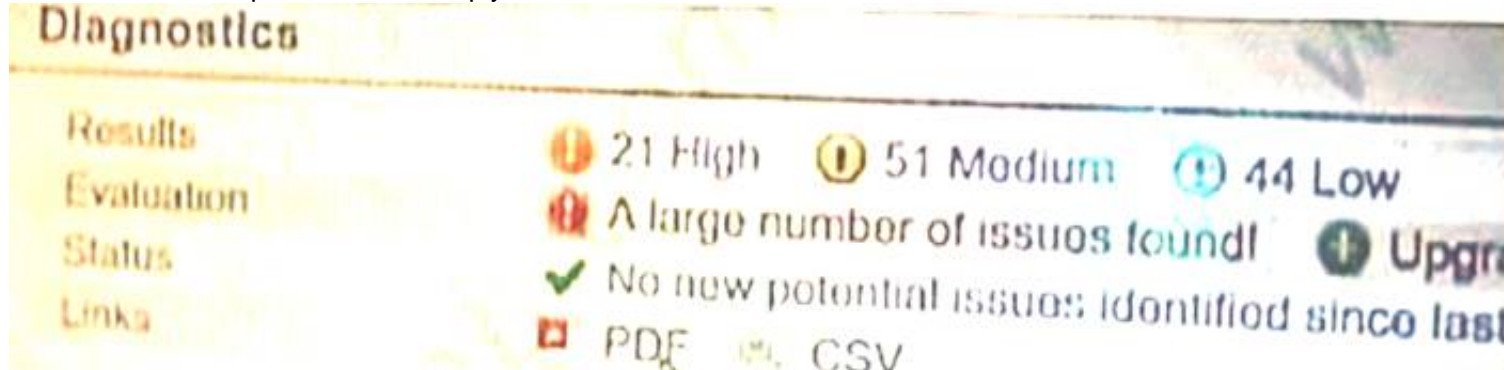 Diagnostics
Results
21 High 51 Medium 44 Low
Evaluation
A large number of issues found!
Status
No new potential issues identified since last
Links
PDF CSV